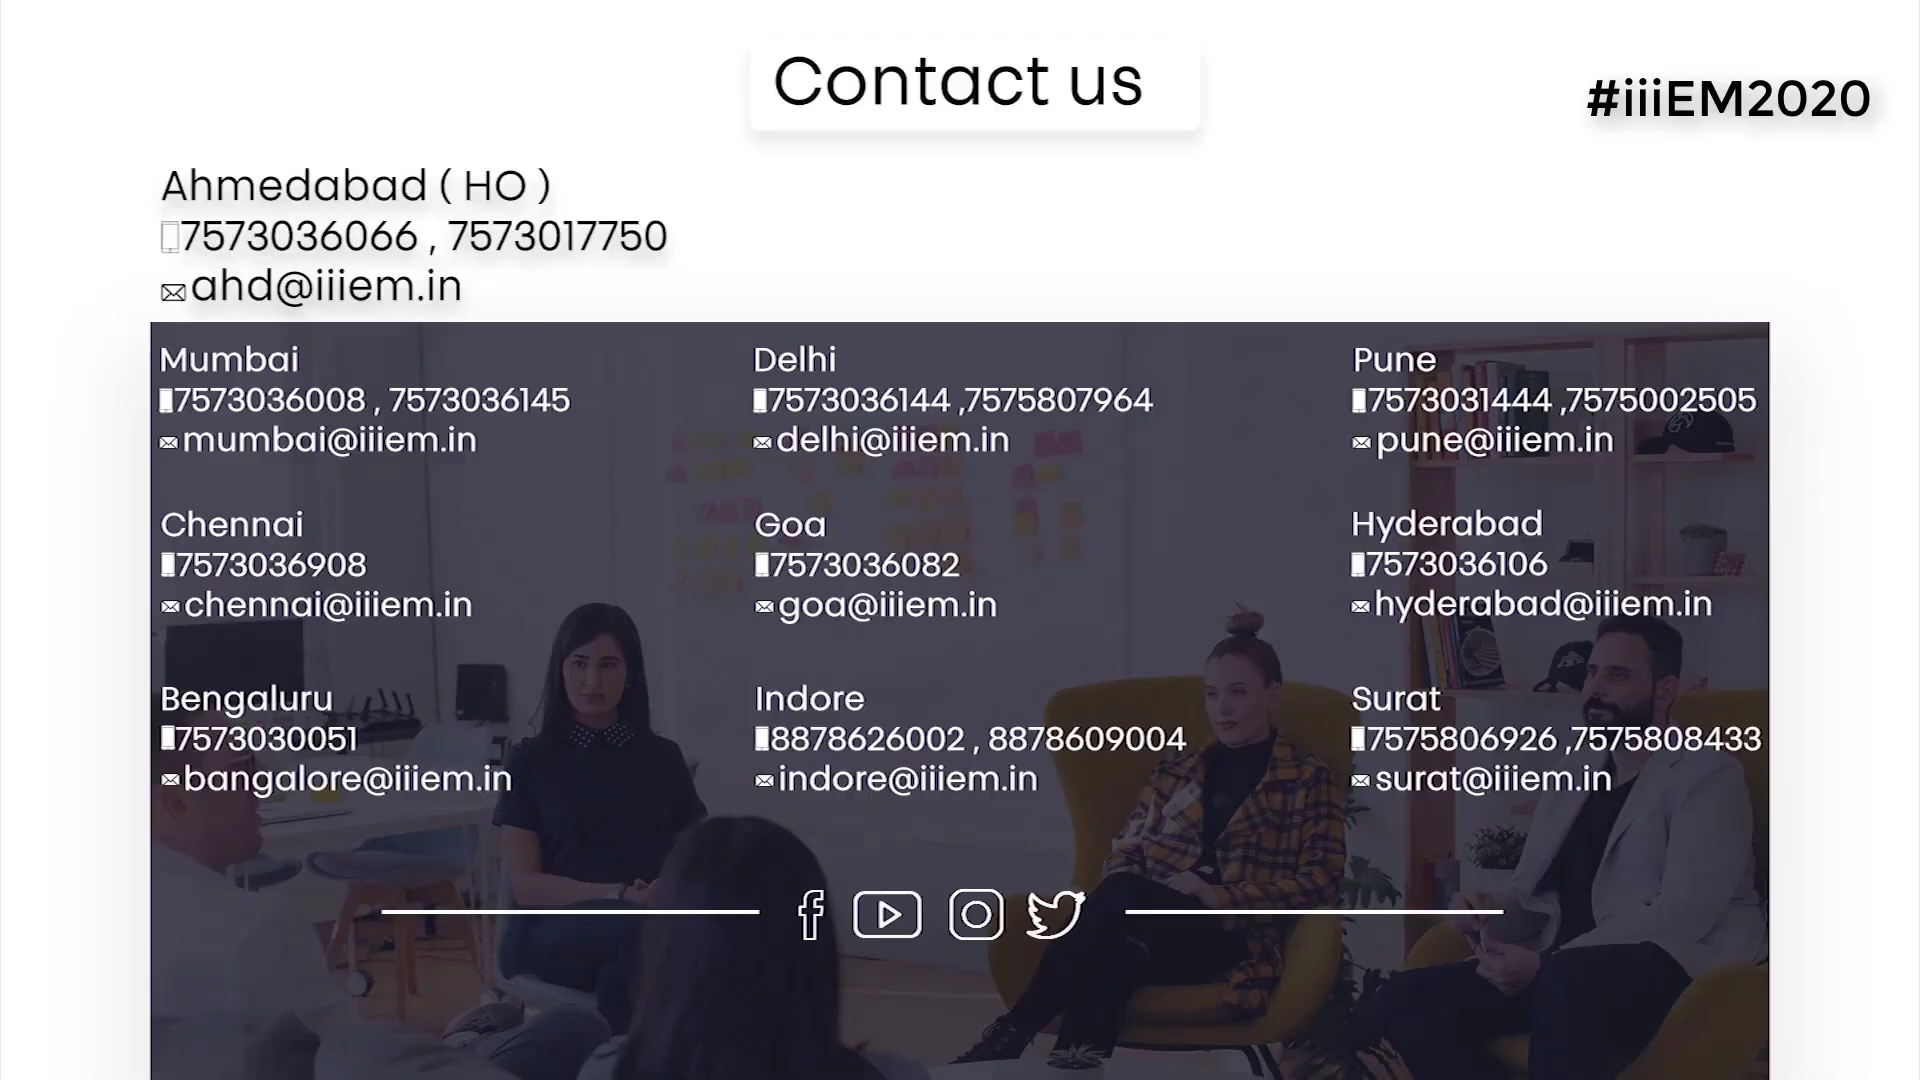 Contact us
#iiiEM2020
Ahmedabad ( HO )
7573036066 , 7573017750
ahd@iiiem.in
Mumbai
7573036008 , 7573036145
mumbai@iiiem.in
Delhi
7573036144 ,7575807964
delhi@iiiem.in
Pune
7573031444 ,7575002505
pune@iiiem.in
Chennai
7573036908
chennai@iiiem.in
Goa
7573036082
goa@iiiem.in
Hyderabad
7573036106
hyderabad@iiiem.in
Bengaluru
7573030051
bangalore@iiiem.in
Indore
8878626002 , 8878609004
indore@iiiem.in
Surat
7575806926 ,7575808433
surat@iiiem.in